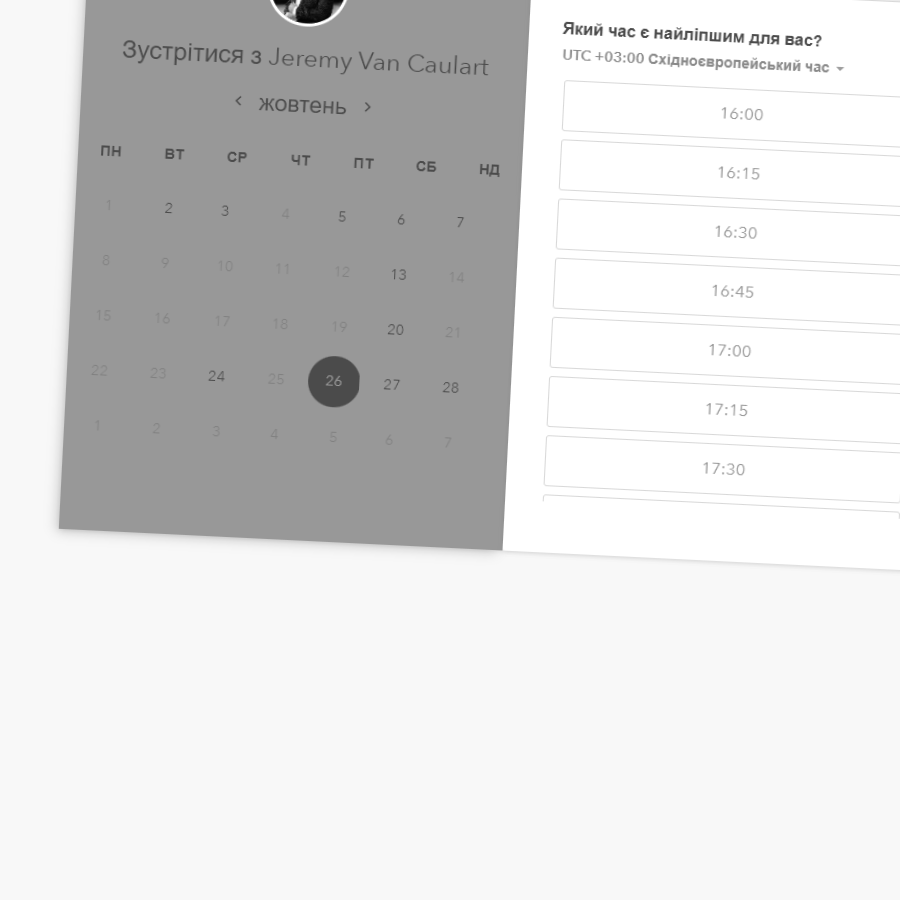 Зустрітися з Jeremy Van Caulart
жовтень
ПН ВТ СР ЧТ ПТ СБ НД
1 2 3 4 5 6 7
8 9 10 11 12 13 14
15 16 17 18 19 20 21
22 23 24 25 26 27 28
1 2 3 4 5 6 7
Який час є найліпшим для вас?
UTC +03:00 Східноєвропейський час
16:00
16:15
16:30
16:45
17:00
17:15
17:30